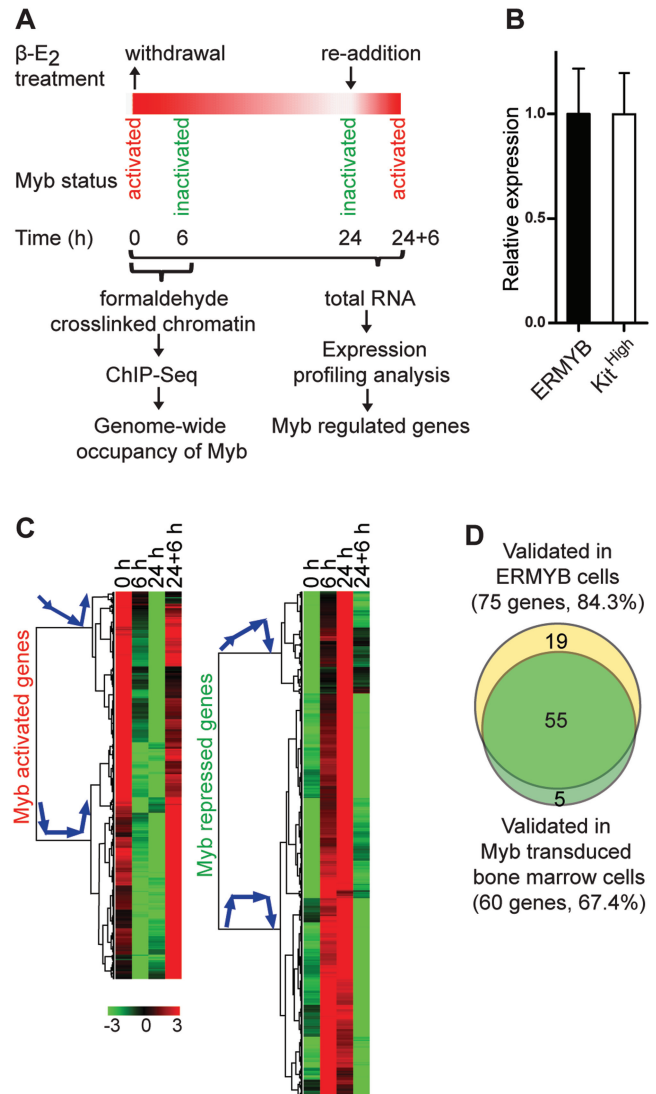 A
β-E2 treatment
withdrawal
re-addition
activated
inactivated
inactivated
activated
Myb status
Time (h)
0
6
24
24+6
formaldehyde
crosslinked chromatin
ChIP-Seq
Genome-wide
occupancy of Myb
total RNA
Expression
profiling analysis
Myb regulated genes
B
Relative expression
1.0
0.5
0.0
ERMYB
Kit High
C
Myb activated genes
0 h
6 h
24 h
24+6 h
-3 0 3
Myb repressed genes
0 h
6 h
24 h
24+6 h
D
Validated in
ERMYB cells
(75 genes, 84.3%)
19
55
5
Validated in
Myb transduced
bone marrow cells
(60 genes, 67.4%)